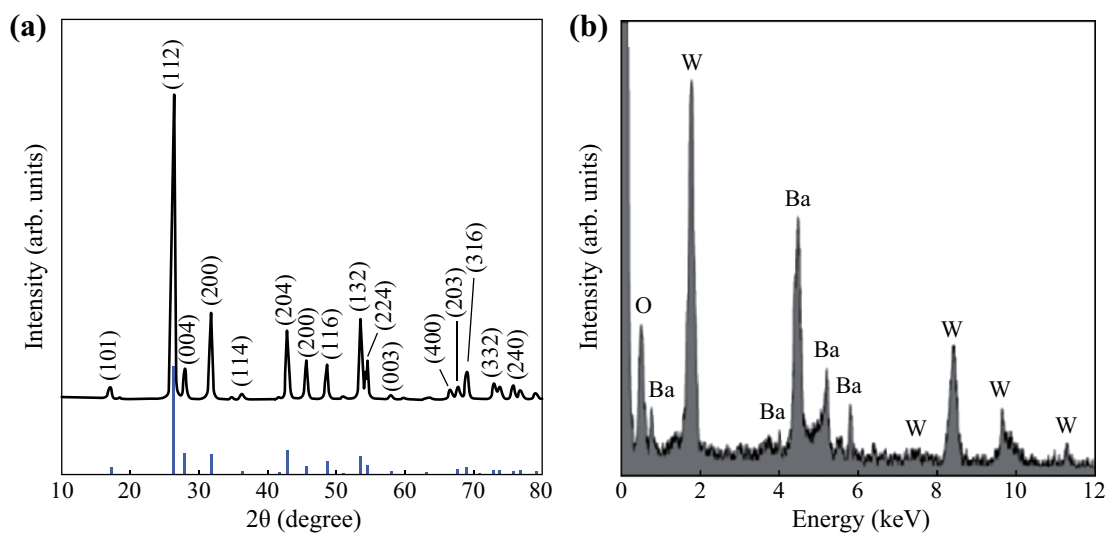 (a)
(112)
(101)
(004)
(200)
(114)
(204)
(200)
(116)
(132)
(224)
(003)
(400)
(203)
(316)
(332)
(240)
Intensity (arb. units)
10 20 30 40 50 60 70 80
2θ (degree)
(b)
W
Ba
O
Ba
Ba
Ba
Ba
W
W
W
W
Intensity (arb. units)
0 2 4 6 8 10 12
Energy (keV)